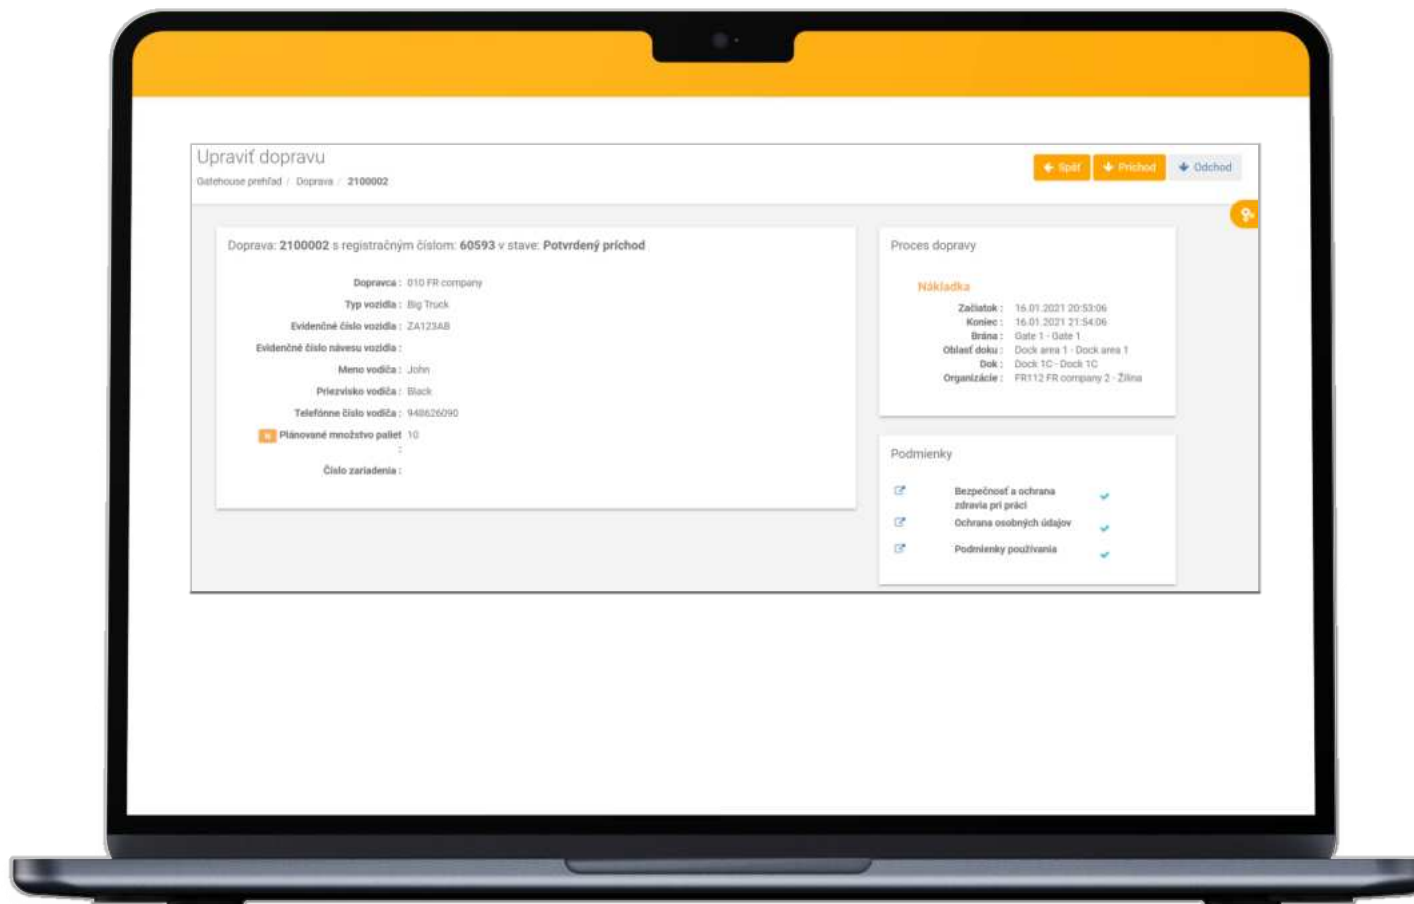 Upraviť dopravu
Gatehouse prehľad / Doprava / 2100002
Späť
Príchod
Odchod
Doprava: 2100002 s registračným číslom: 60593 v stave: Potvrdený príchod
Dopravca : 010 FR company
Typ vozidla : Big Truck
Evidenčné číslo vozidla : ZA123AB
Evidenčné číslo návesu vozidla :
Meno vodiča : John
Priezvisko vodiča : Black
Telefónne číslo vodiča : 948626090
N Plánované množstvo paliet 10
:
Číslo zariadenia :
Proces dopravy
Nákladka
Začiatok : 16.01.2021 20:53:06
Koniec : 16.01.2021 21:54:06
Brána : Gate 1 - Gate 1
Oblasť doku : Dock area 1 - Dock area 1
Dok : Dock 1C - Dock 1C
Organizácie : FR112 FR company 2 - Žilina
Podmienky
Bezpečnosť a ochrana
zdravia pri práci
Ochrana osobných údajov
Podmienky používania